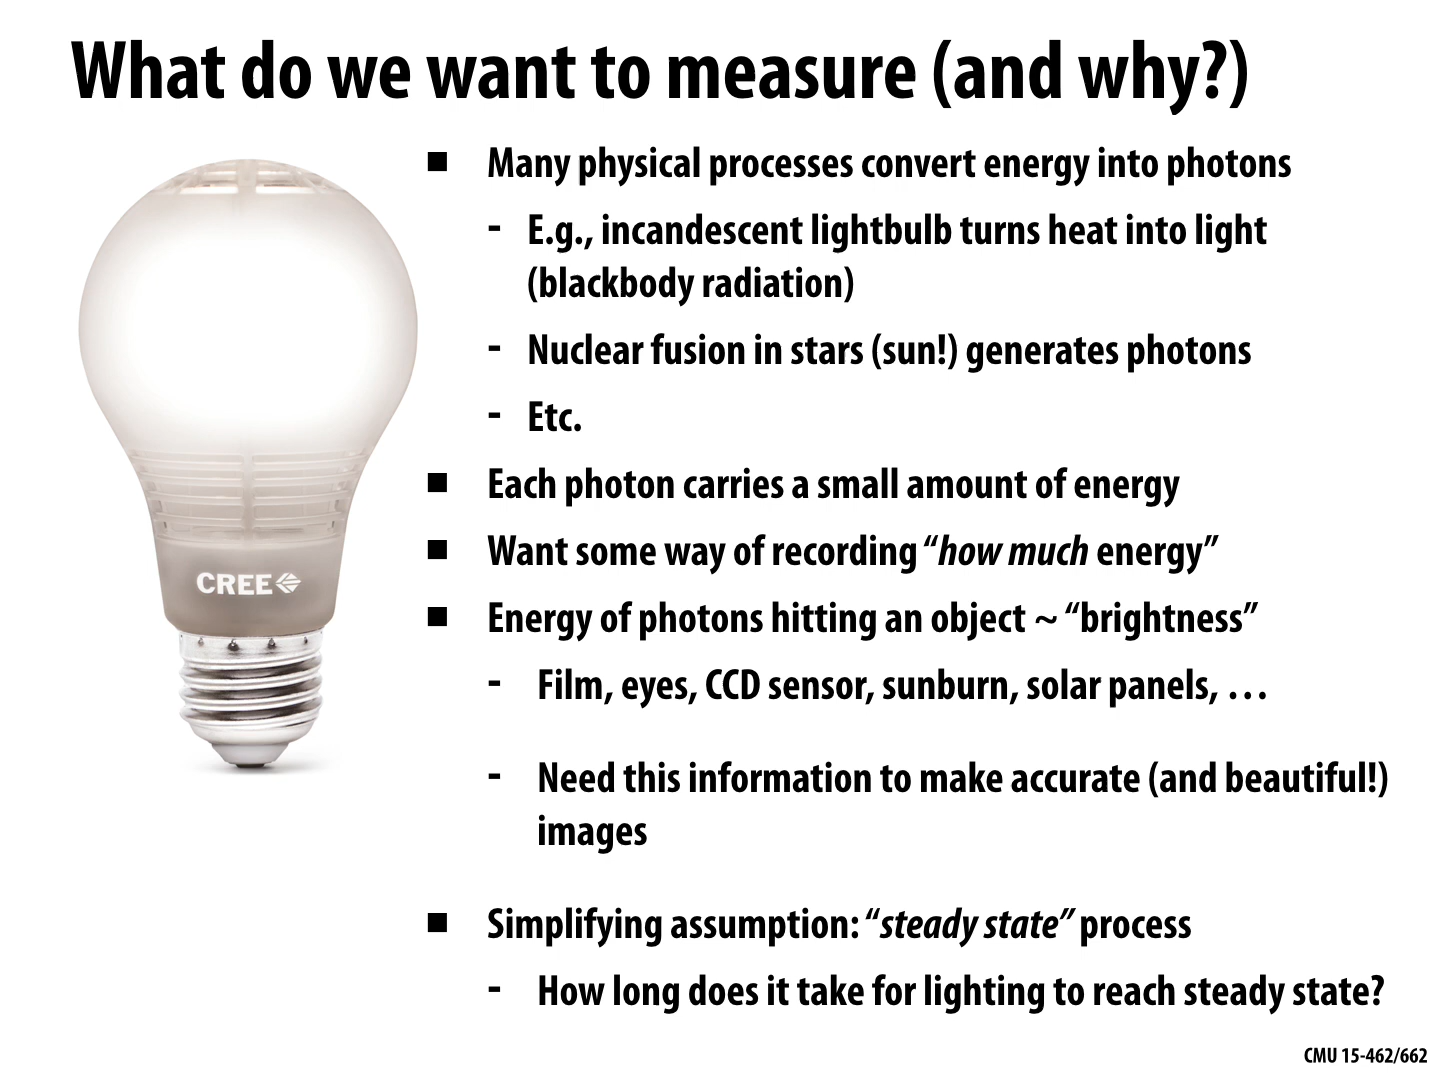 What do we want to measure (and why?)
■ Many physical processes convert energy into photons
- E.g., incandescent lightbulb turns heat into light
(blackbody radiation)
- Nuclear fusion in stars (sun!) generates photons
- Etc.
■ Each photon carries a small amount of energy
■ Want some way of recording “how much energy”
■ Energy of photons hitting an object ~ “brightness”
- Film, eyes, CCD sensor, sunburn, solar panels, …
- Need this information to make accurate (and beautiful!)
images
■ Simplifying assumption: “steady state” process
- How long does it take for lighting to reach steady state?
CREE
CMU 15-462/662